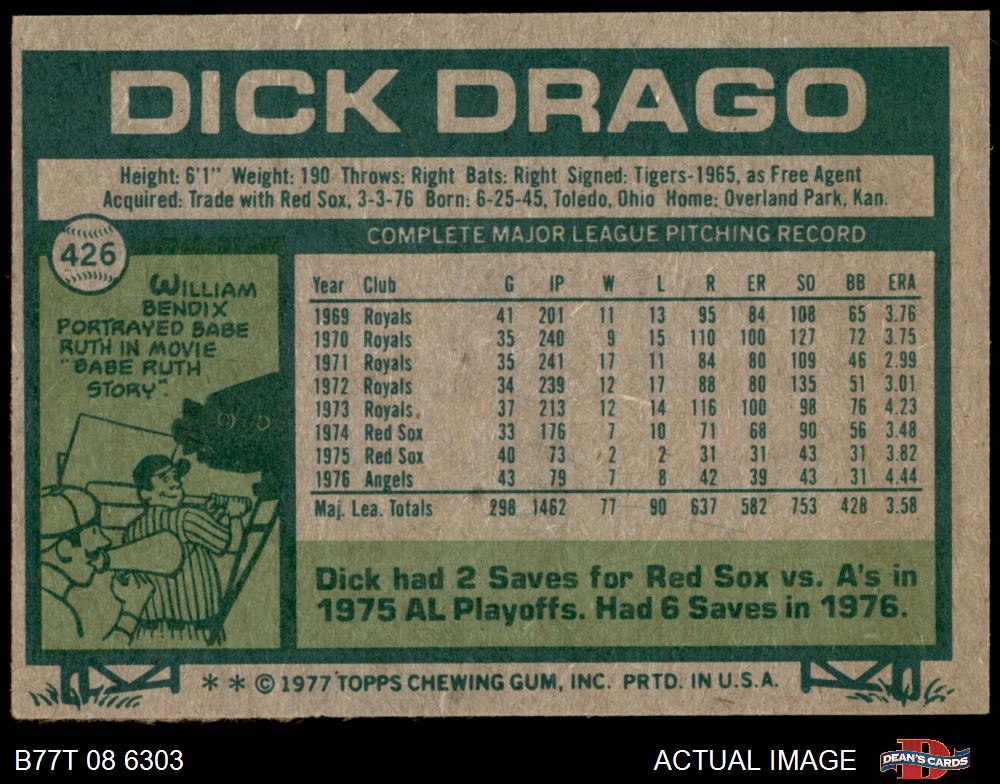 DICK DRAGO
Height: 6'1" Weight: 190 Throws: Right Bats: Right Signed: Tigers-1965, as Free Agent
Acquired: Trade with Red Sox, 3-3-76 Born: 6-25-45, Toledo, Ohio Home: Overland Park, Kan.
426
WILLIAM
BENDIX
PORTRAYED BABE
RUTH IN MOVIE
"BABE RUTH
STORY".
COMPLETE MAJOR LEAGUE PITCHING RECORD
Year Club G IP W L R ER SO BB ERA
1969 Royals 41 201 11 13 95 84 108 65 3.76
1970 Royals 35 240 9 15 110 100 127 72 3.75
1971 Royals 35 241 17 11 84 80 109 46 2.99
1972 Royals 34 239 12 17 88 80 135 51 3.01
1973 Royals 37 213 12 14 116 100 98 76 4.23
1974 Red Sox 33 176 7 10 71 68 90 56 3.48
1975 Red Sox 40 73 2 2 31 31 43 31 3.82
1976 Angels 43 79 7 8 42 39 43 31 4.44
Maj. Lea. Totals 298 1462 77 90 637 582 753 428 3.58
Dick had 2 Saves for Red Sox vs. A's in
1975 AL Playoffs. Had 6 Saves in 1976.
* * © 1977 TOPPS CHEWING GUM, INC. PRTD. IN U.S.A.
B77T 08 6303
ACTUAL IMAGE
DEAN'S CARDS